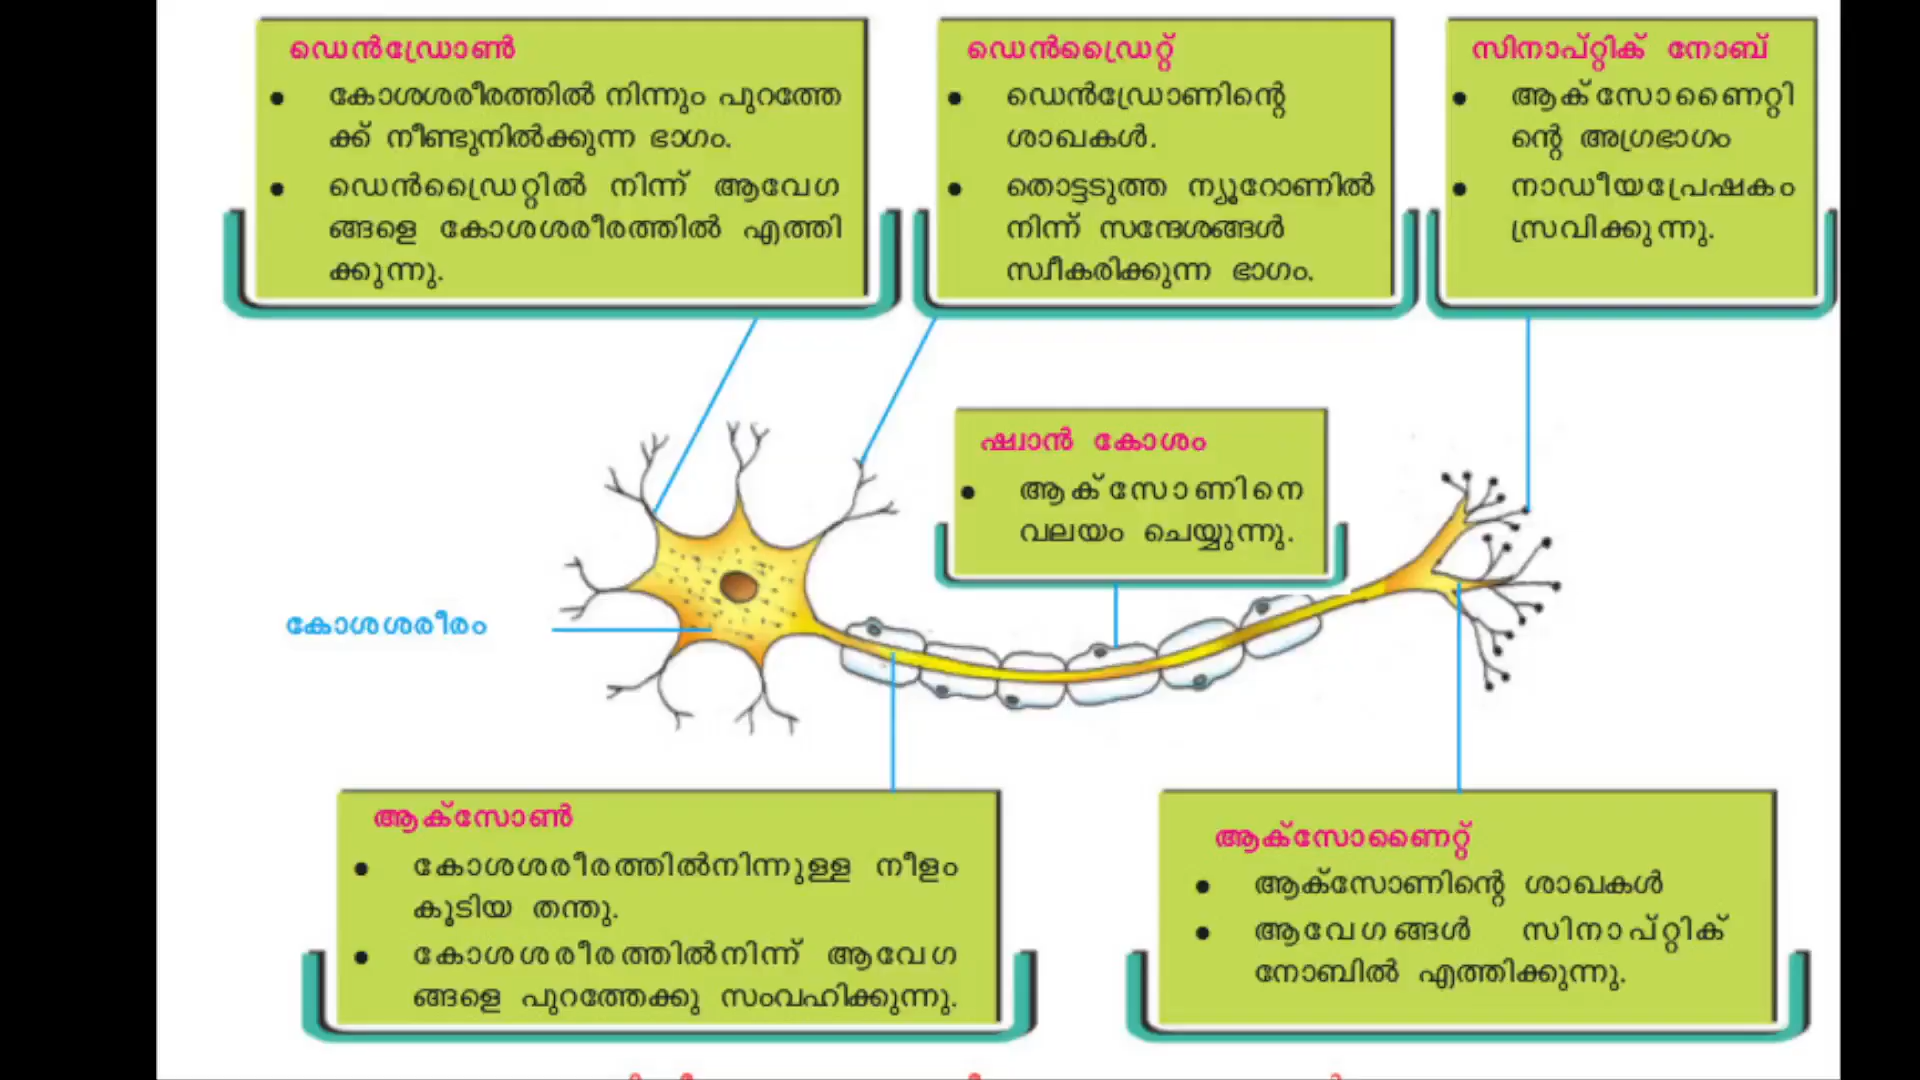 ഡെൻഡ്രോൺ
● കോശശരീരത്തിൽ നിന്നും പുറത്തേ
ക്ക് നീണ്ടുനിൽക്കുന്ന ഭാഗം.
● ഡെൻഡ്രൈറ്റിൽ നിന്ന് ആവേഗ
ങ്ങളെ കോശശരീരത്തിൽ എത്തി
ക്കുന്നു.
ഡെൻഡ്രൈറ്റ്
● ഡെൻഡ്രോണിന്റെ
ശാഖകൾ.
● തൊട്ടടുത്ത ന്യൂറോണിൽ
നിന്ന് സന്ദേശങ്ങൾ
സ്വീകരിക്കുന്ന ഭാഗം.
സിനാപ്റ്റിക് നോബ്
● ആക്സോണൈറ്റി
ന്റെ അഗ്രഭാഗം
● നാഡീയപ്രേഷകം
സ്രവിക്കുന്നു.
ഷ്വാൻ കോശം
● ആക്സോണിനെ
വലയം ചെയ്യുന്നു.
കോശശരീരം
ആക്സോൺ
● കോശശരീരത്തിൽനിന്നുള്ള നീളം
കൂടിയ തന്തു.
● കോശശരീരത്തിൽനിന്ന് ആവേഗ
ങ്ങളെ പുറത്തേക്കു സംവഹിക്കുന്നു.
ആക്സോണൈറ്റ്
● ആക്സോണിന്റെ ശാഖകൾ
● ആവേഗങ്ങൾ സിനാപ്റ്റിക്
നോബിൽ എത്തിക്കുന്നു.